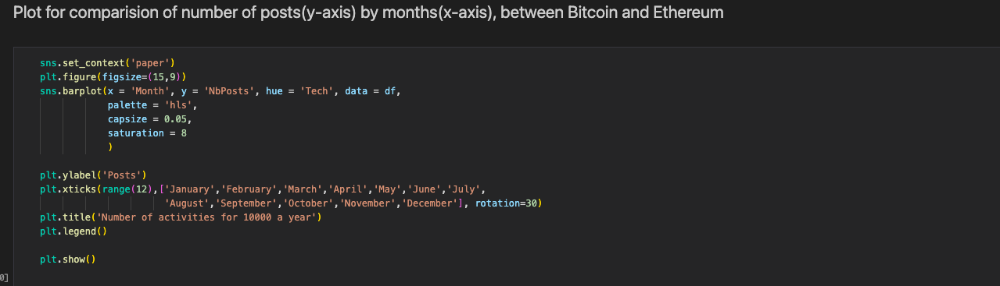 Plot for comparision of number of posts(y-axis) by months(x-axis), between Bitcoin and Ethereum
sns.set_context('paper')
plt.figure(figsize=(15,9))
sns.barplot(x = 'Month', y = 'NbPosts', hue = 'Tech', data = df,
palette = 'hls',
capsize = 0.05,
saturation = 8
)
plt.ylabel('Posts')
plt.xticks(range(12),['January','February','March','April','May','June','July',
'August','September','October','November','December'], rotation=30)
plt.title('Number of activities for 10000 a year')
plt.legend()
plt.show()
0]